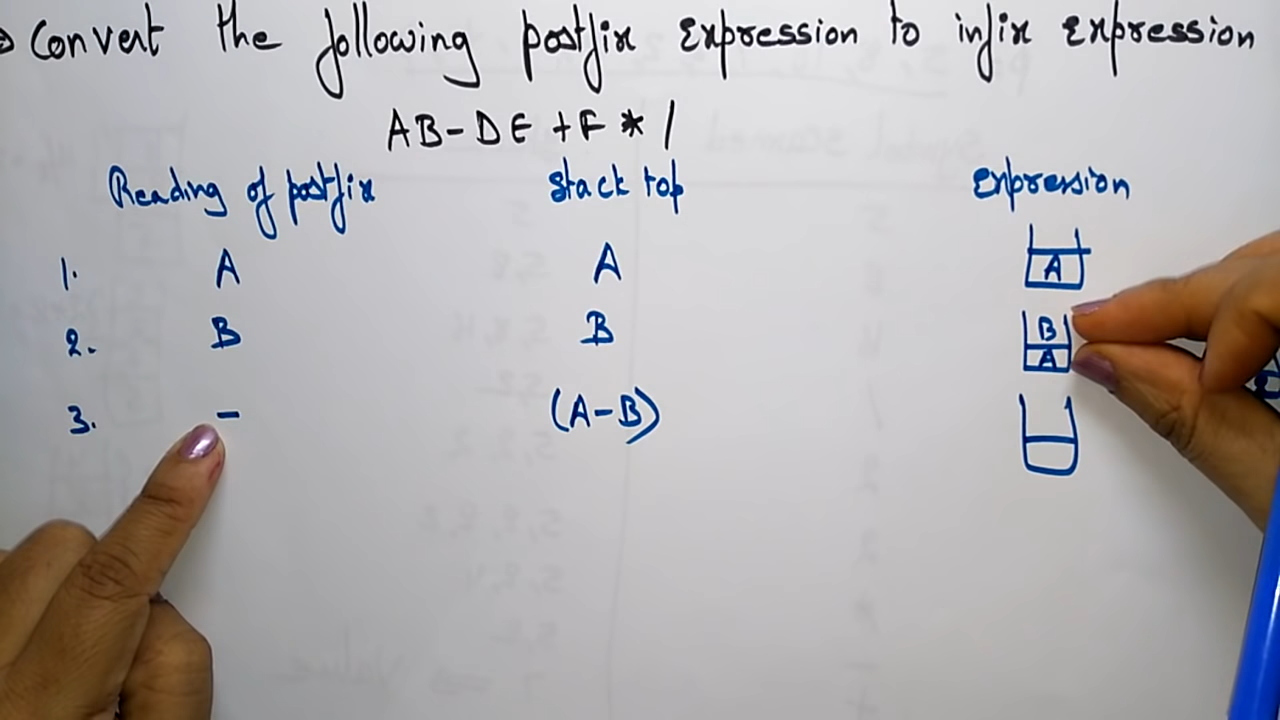 Convert the following postfix Expression to infix Expression
AB-DE+F*/
Reading of postfix stack top Expression
1. A A A
2. B B B
A
3. - (A-B)